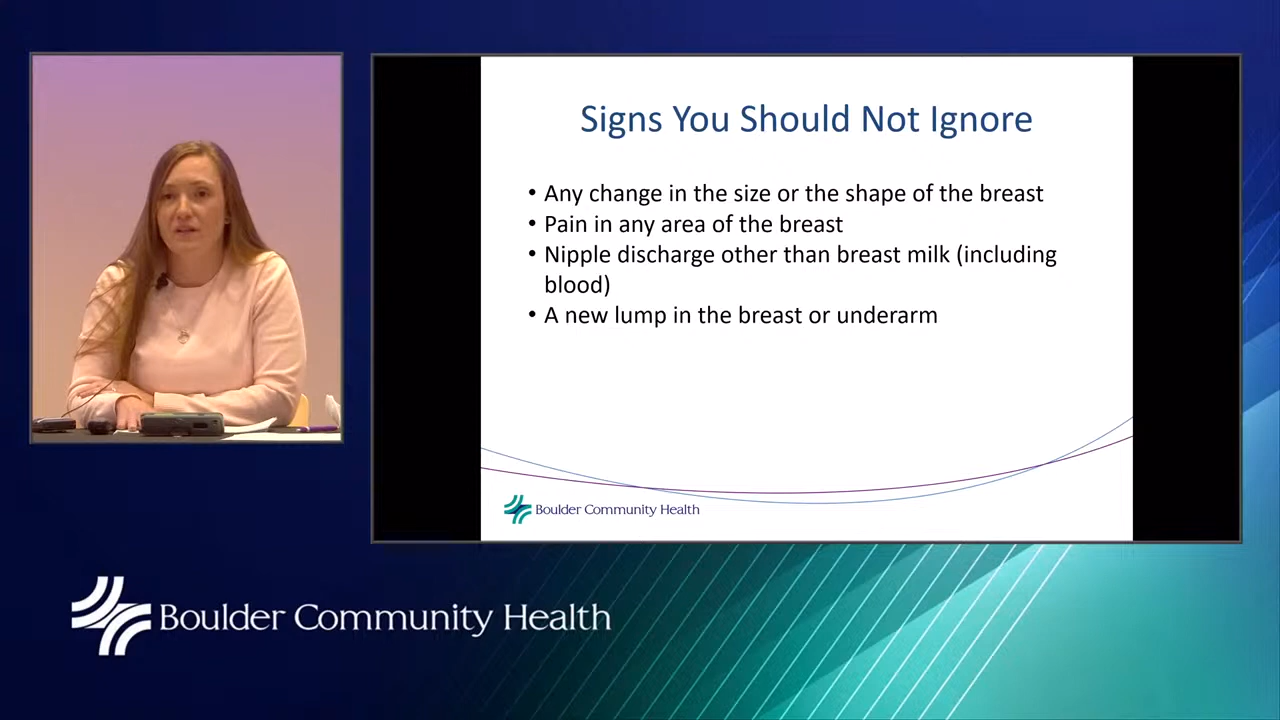 Signs You Should Not Ignore
• Any change in the size or the shape of the breast
• Pain in any area of the breast
• Nipple discharge other than breast milk (including
blood)
• A new lump in the breast or underarm
Boulder Community Health
Boulder Community Health